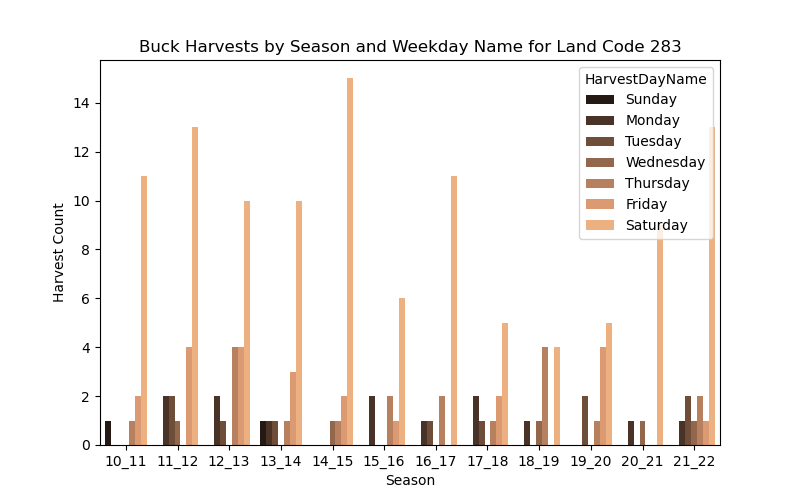 Buck Harvests by Season and Weekday Name for Land Code 283
HarvestDayName
Sunday
Monday
Tuesday
Wednesday
Thursday
Friday
Saturday
Harvest Count
14
12
10
8
6
4
2
0
10_11 11_12 12_13 13_14 14_15 15_16 16_17 17_18 18_19 19_20 20_21 21_22
Season